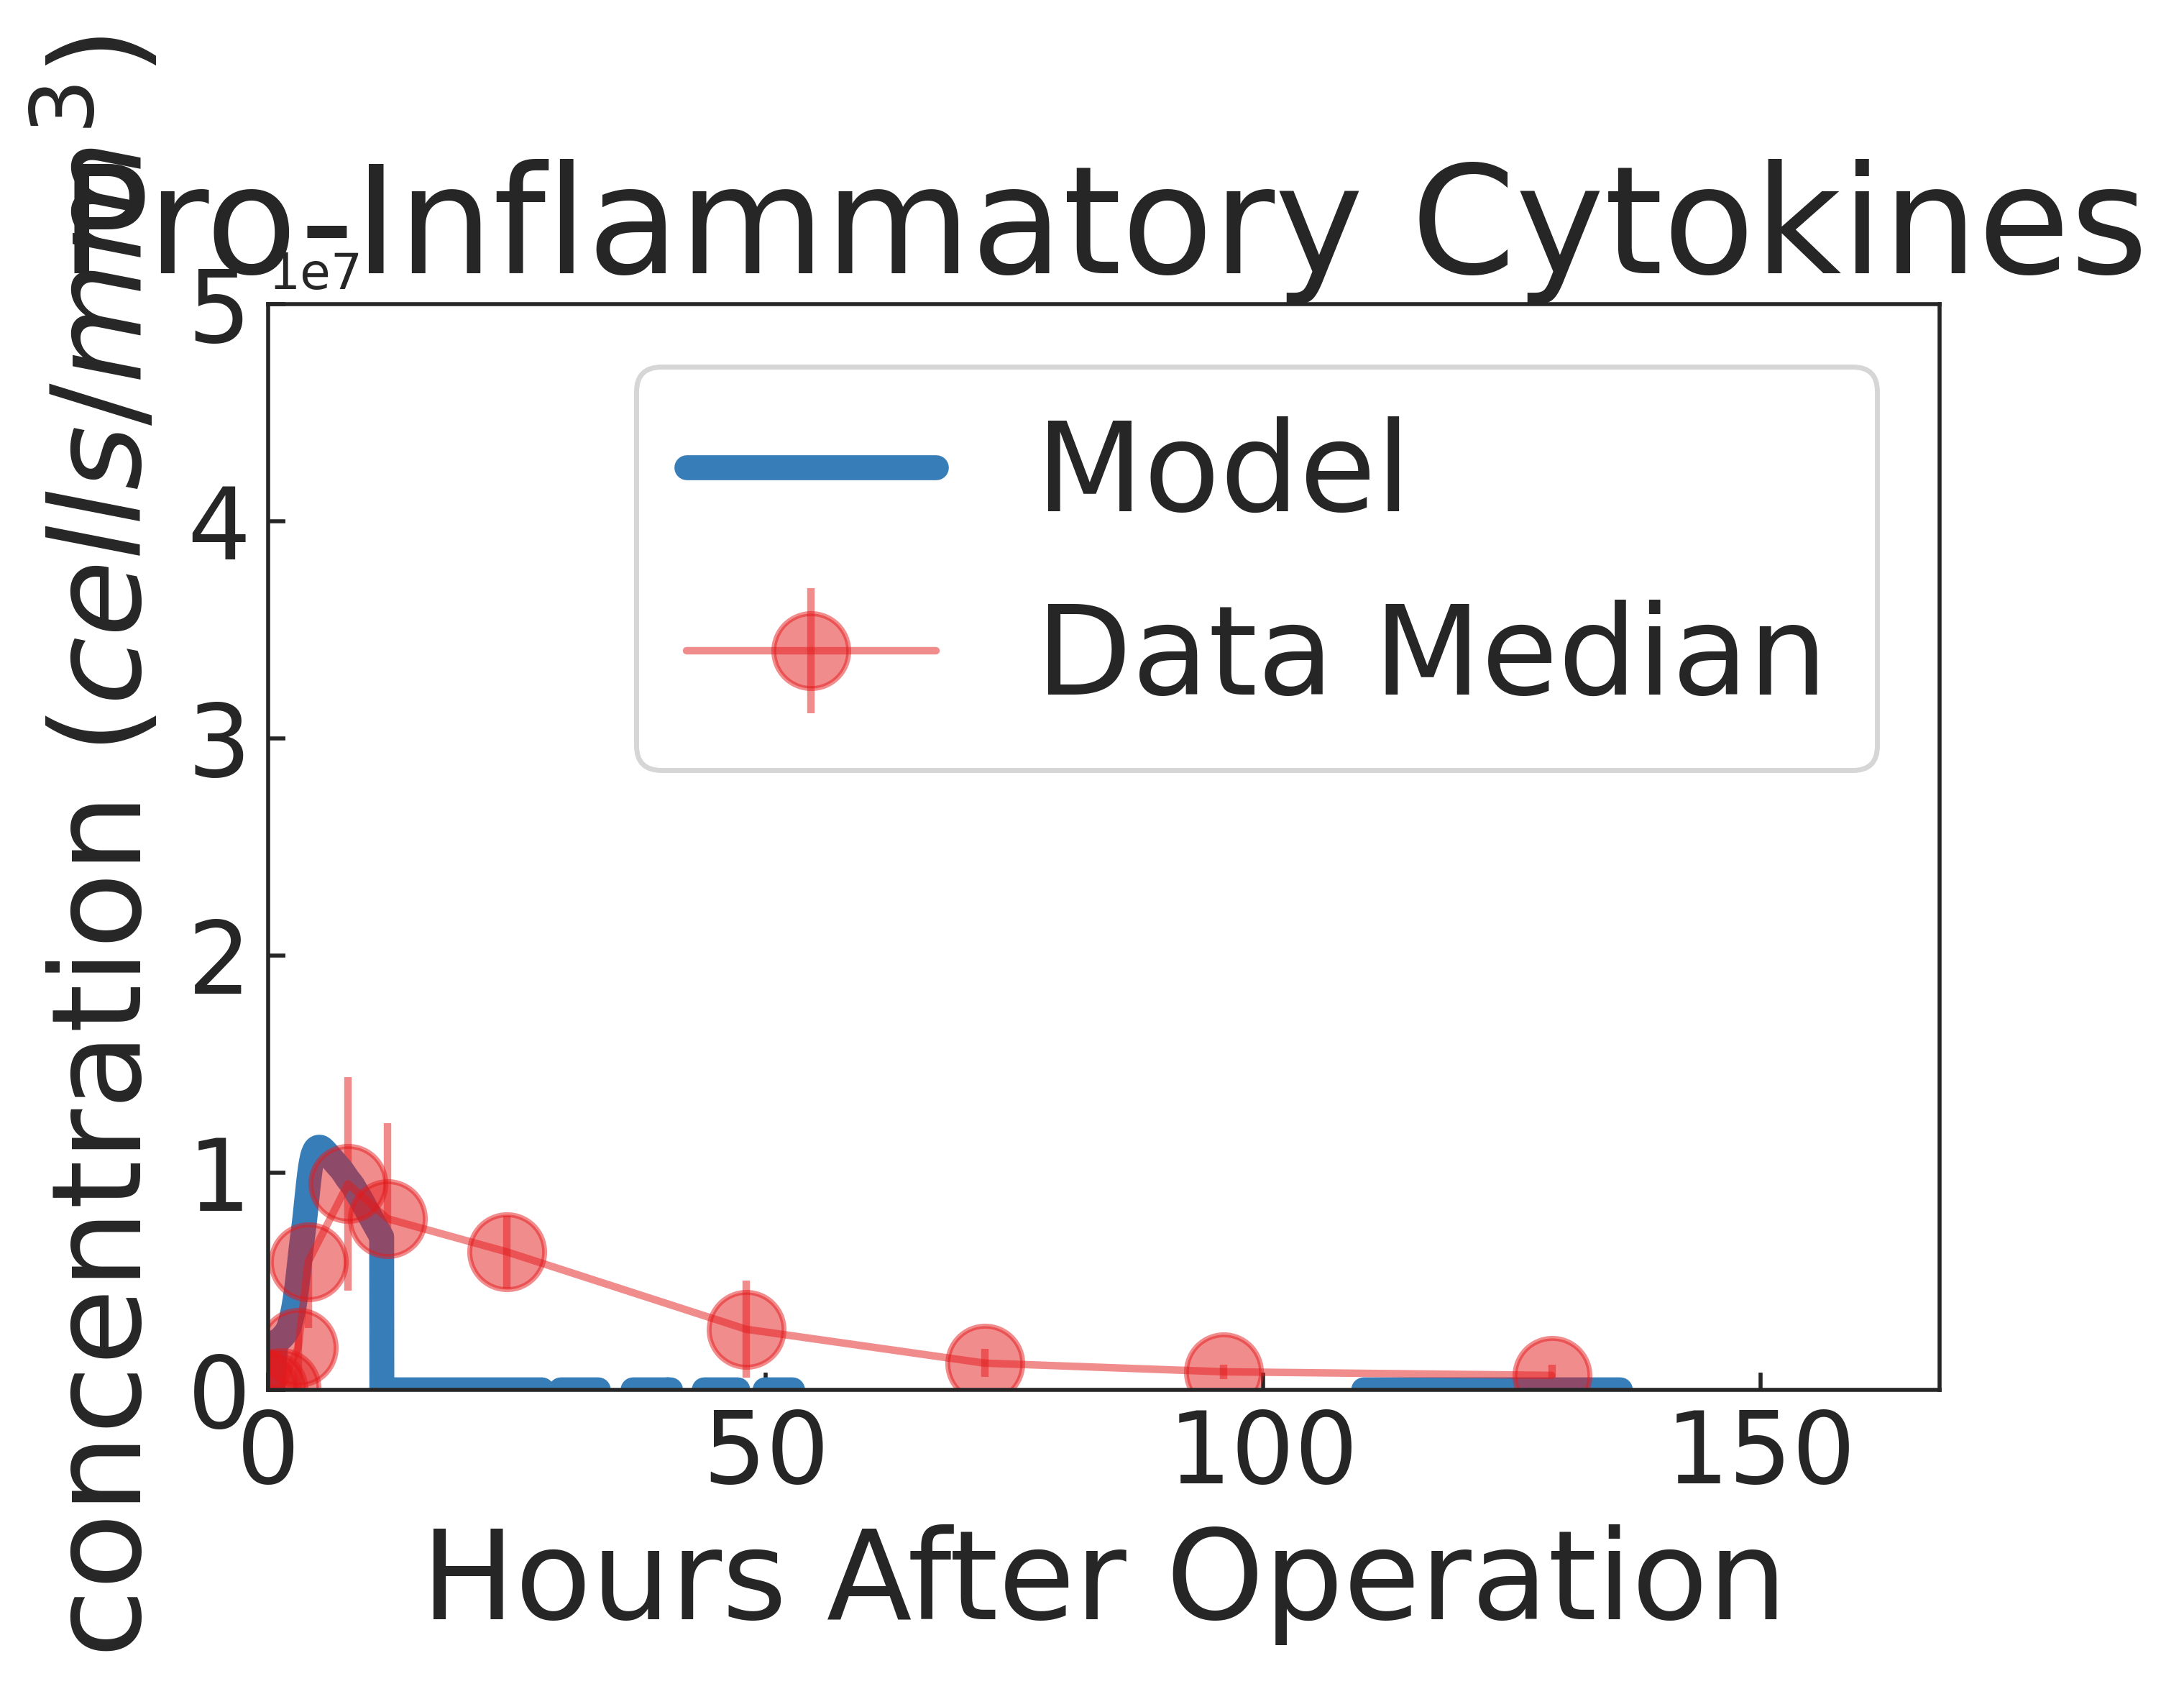 Pro-Inflammatory Cytokines
1e7
concentration (cells/mm³)
5
4
3
2
1
0
Model
Data Median
0 50 100 150
Hours After Operation